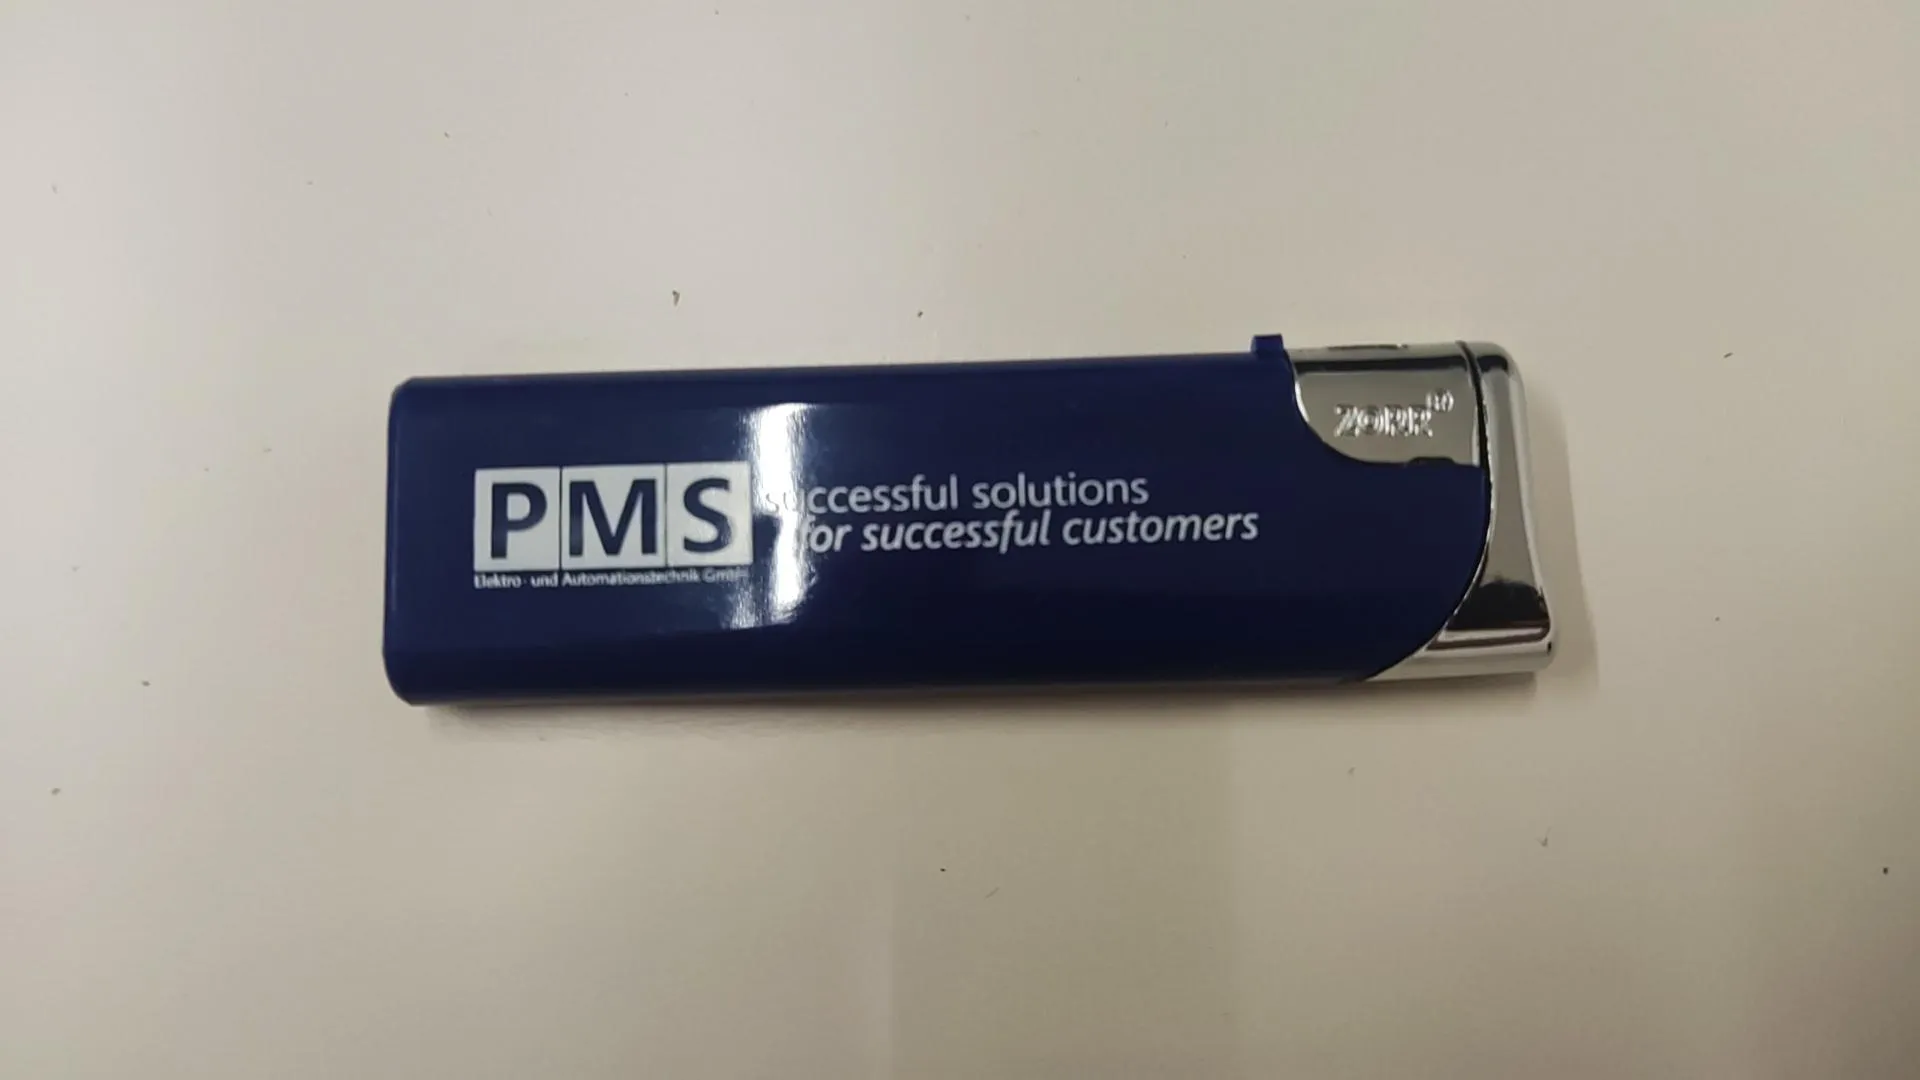 PMS
Elektro- und Automationstechnik GmbH
successful solutions
for successful customers
ZORR®